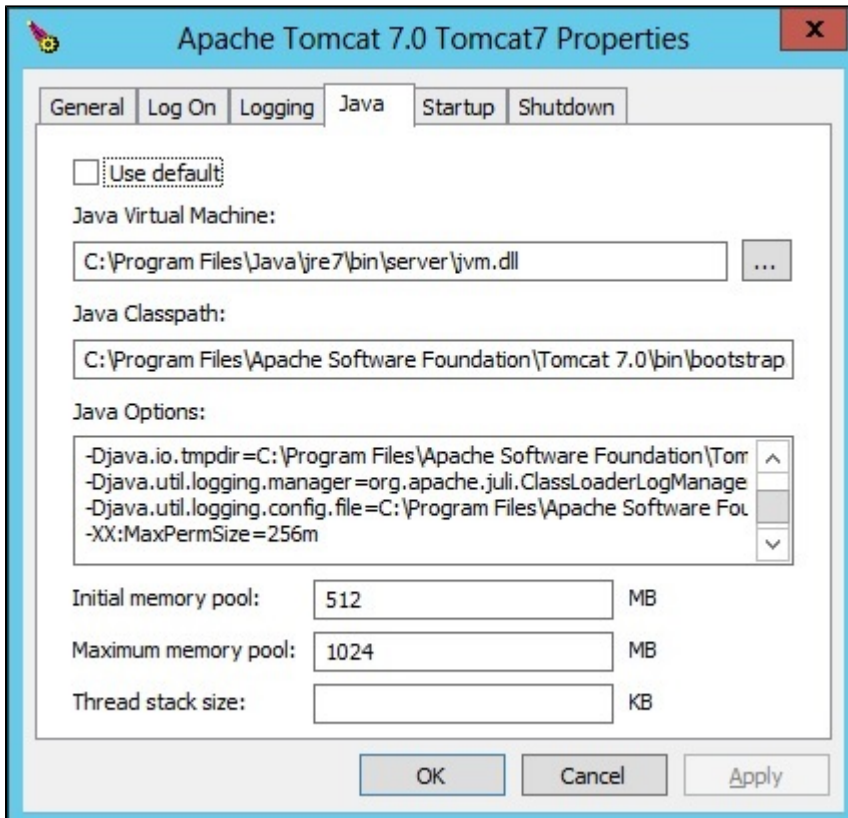 Apache Tomcat 7.0 Tomcat7 Properties
x
General Log On Logging Java Startup Shutdown
Use default
Java Virtual Machine:
C:\Program Files\Java\jre7\bin\server\jvm.dll ...
Java Classpath:
C:\Program Files\Apache Software Foundation\Tomcat 7.0\bin\bootstrap
Java Options:
-Djava.io.tmpdir=C:\Program Files\Apache Software Foundation\Tom
-Djava.util.logging.manager=org.apache.juli.ClassLoaderLogManager
-Djava.util.logging.config.file=C:\Program Files\Apache Software Fou
-XX:MaxPermSize=256m
Initial memory pool: 512 MB
Maximum memory pool: 1024 MB
Thread stack size: KB
OK Cancel Apply